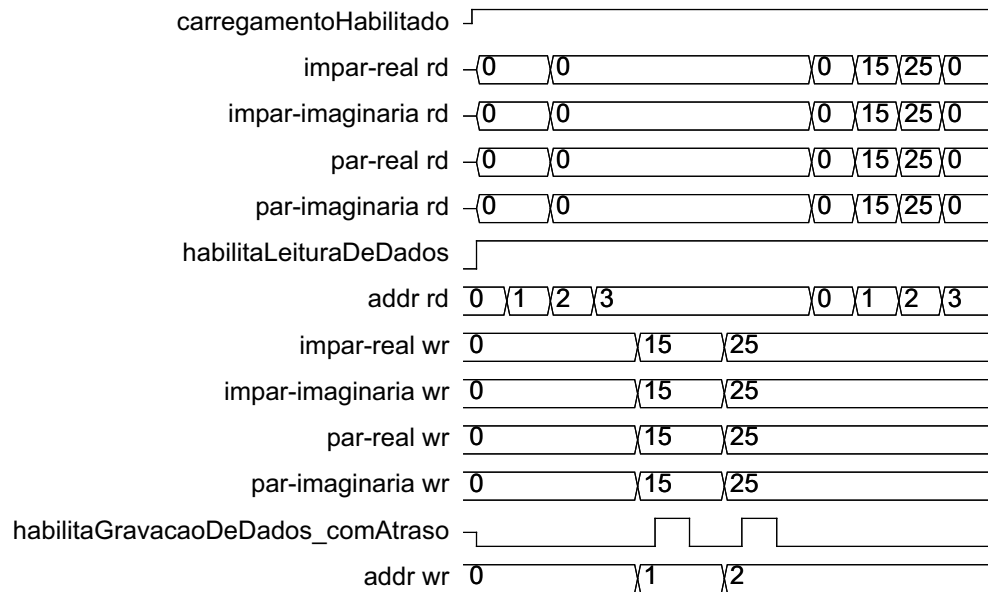 carregamentoHabilitado
impar-real rd 0 0 0 15 25 0
impar-imaginaria rd 0 0 0 15 25 0
par-real rd 0 0 0 15 25 0
par-imaginaria rd 0 0 0 15 25 0
habilitaLeituraDeDados
addr rd 0 1 2 3 0 1 2 3
impar-real wr 0 15 25
impar-imaginaria wr 0 15 25
par-real wr 0 15 25
par-imaginaria wr 0 15 25
habilitaGravacaoDeDados_comAtraso
addr wr 0 1 2